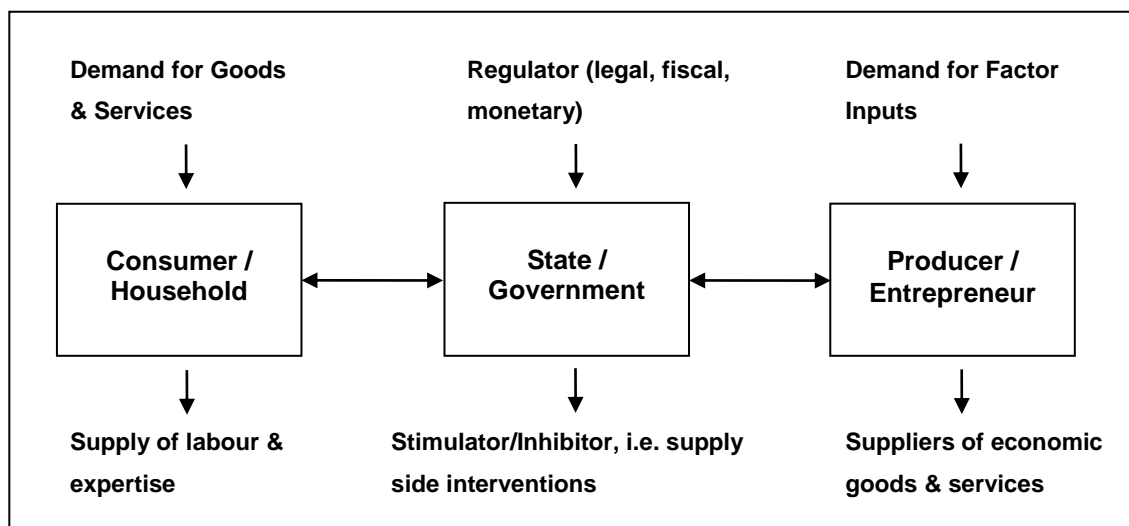 Demand for Goods
& Services
Regulator (legal, fiscal,
monetary)
Demand for Factor
Inputs
Consumer /
Household
State /
Government
Producer /
Entrepreneur
Supply of labour &
expertise
Stimulator/Inhibitor, i.e. supply
side interventions
Suppliers of economic
goods & services